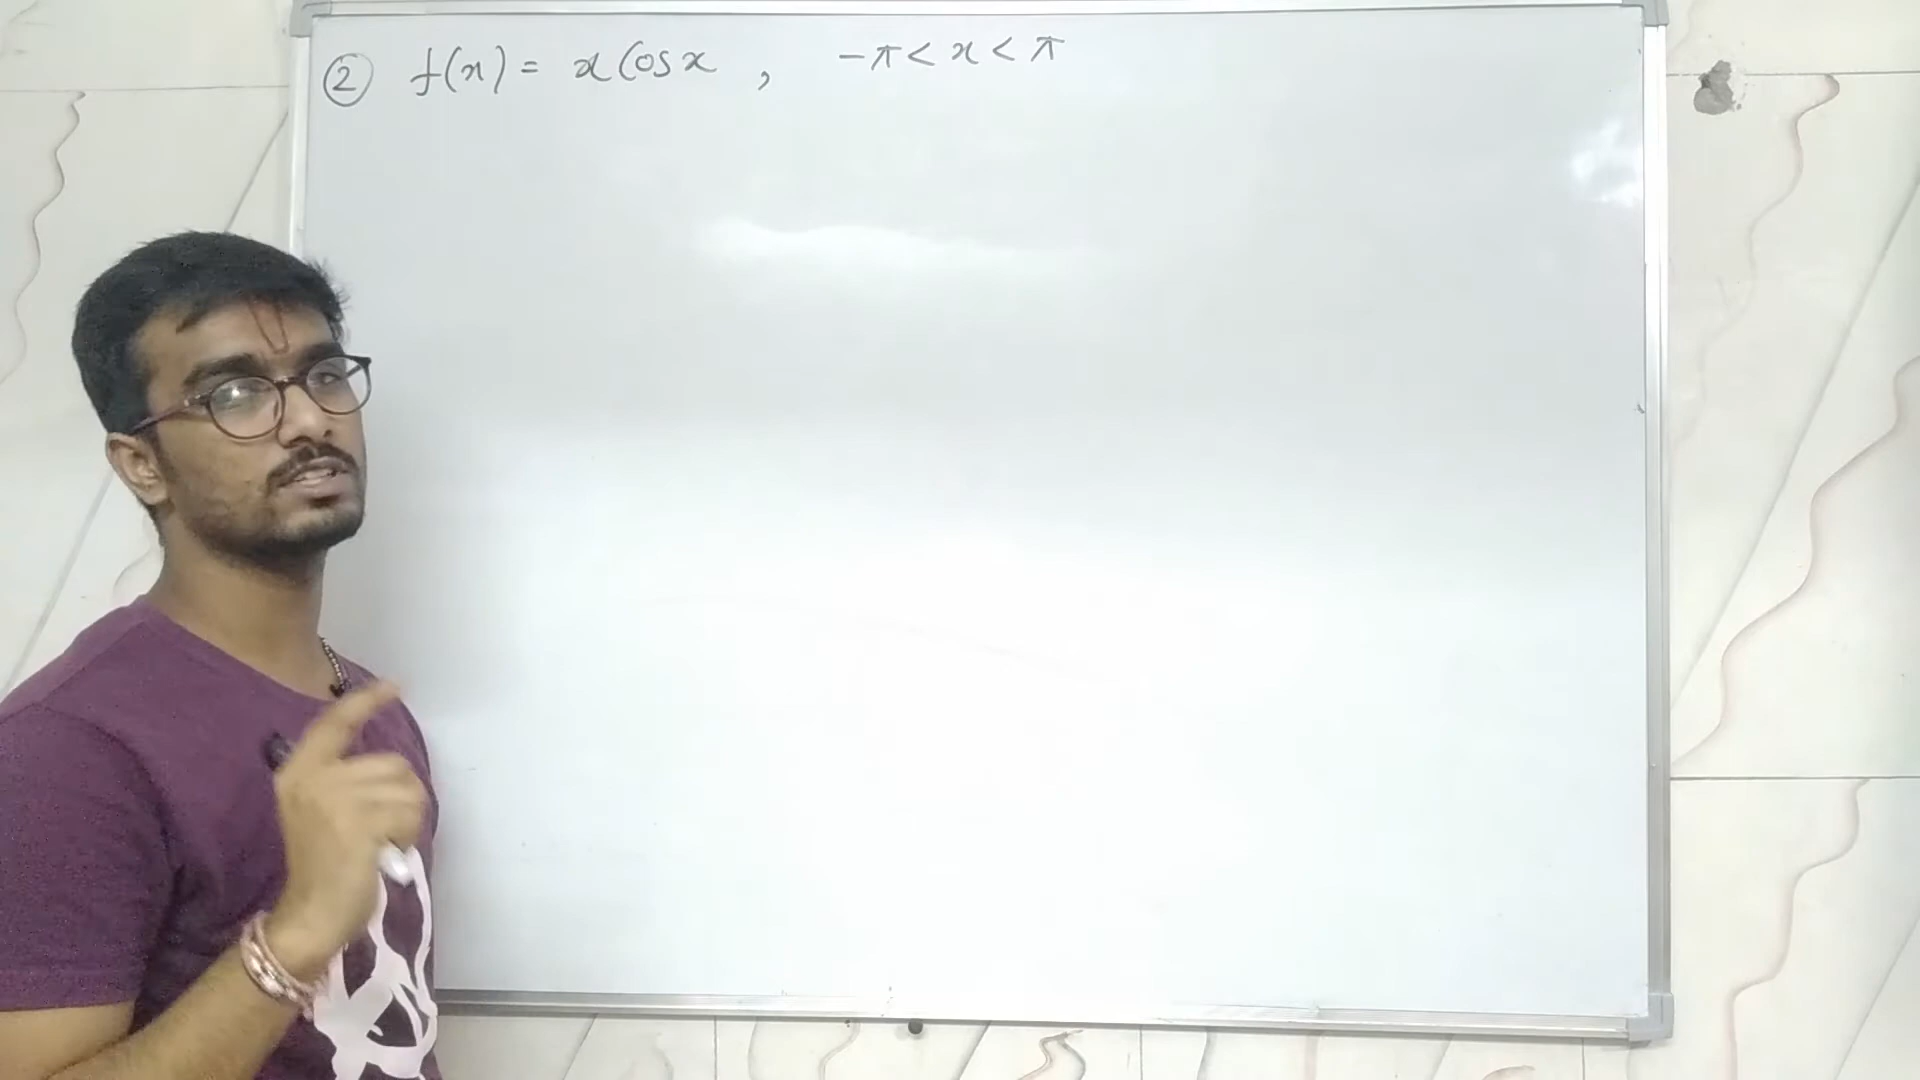 ② f(x) = x Cos x , -π < x < π